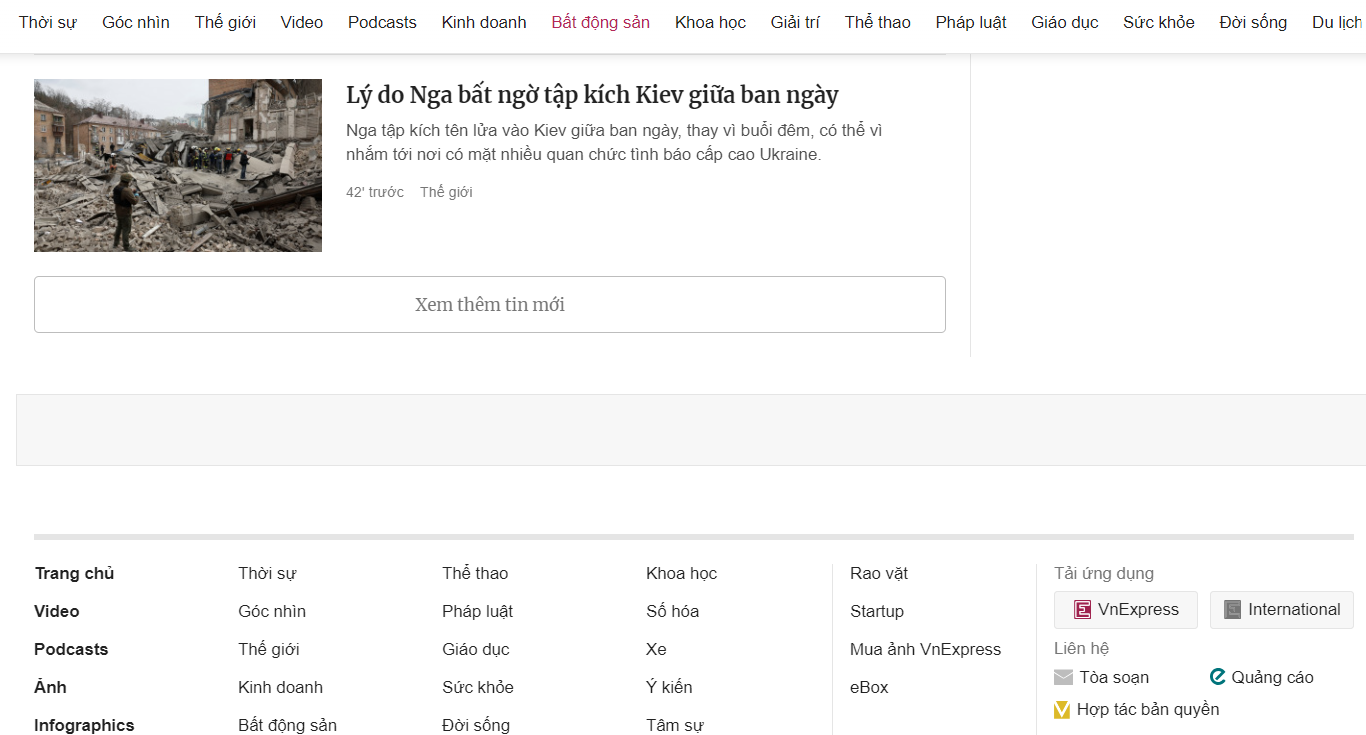 Thời sự Góc nhìn Thế giới Video Podcasts Kinh doanh Bất động sản Khoa học Giải trí Thể thao Pháp luật Giáo dục Sức khỏe Đời sống Du lịch
Lý do Nga bất ngờ tập kích Kiev giữa ban ngày
Nga tập kích tên lửa vào Kiev giữa ban ngày, thay vì buổi đêm, có thể vì
nhắm tới nơi có mặt nhiều quan chức tình báo cấp cao Ukraine.
42' trước Thế giới
Xem thêm tin mới
Trang chủ
Video
Podcasts
Ảnh
Infographics
Thời sự
Góc nhìn
Thế giới
Kinh doanh
Bất động sản
Thể thao
Pháp luật
Giáo dục
Sức khỏe
Đời sống
Khoa học
Số hóa
Xe
Ý kiến
Tâm sự
Rao vặt
Startup
Mua ảnh VnExpress
eBox
Tải ứng dụng
VnExpress International
Liên hệ
Tòa soạn Quảng cáo
Hợp tác bản quyền